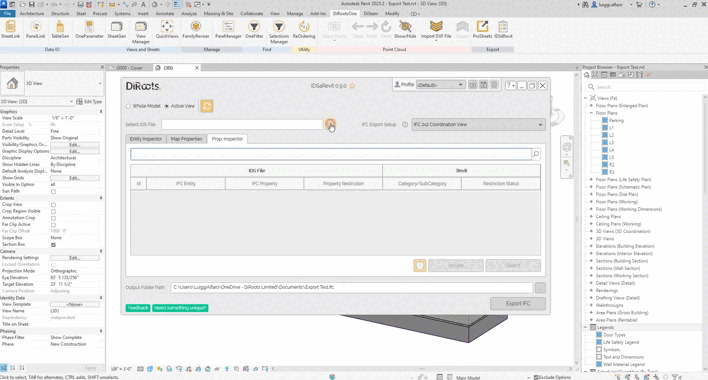 Autodesk Revit 2025.2 - Export Test.rvt - 3D View: {3D}
luiggi.alfaro
File Architecture Structure Steel Precast Systems Insert Annotate Analyze Massing & Site Collaborate View Manage Add-Ins DiRootsOne DiStem Modify
SheetLink PointLink TableGen OneParameter SheetGen View Manager QuickViews FamilyReviser ParaManager OneFilter Selections Manager ReOrdering Show/Hide Import DXF Import ProSheets IDS4Revit
Data IO Views and Sheets Manage Find Utility Point Cloud Export
Properties
3D View
3D View: {3D} Edit Type
Graphics
View Scale 1/8" = 1'-0"
Scale Value 1: 96
Detail Level Fine
Parts Visibility Show Original
Visibility/Graphics Ov... Edit...
Graphic Display Options Edit...
Discipline Architectural
Show Hidden Lines By Discipline
Default Analysis Displ... None
Show Grids Edit...
Visible In Option all
Sun Path
Extents
Crop View
Crop Region Visible
Annotation Crop
Far Clip Active
Far Clip Offset 1000' 0"
Scope Box None
Section Box
Camera
Rendering Settings Edit...
Locked Orientation
Projection Mode Orthographic
Eye Elevation
Target Elevation
Camera Position Adjusting
Identity Data
View Template <None>
View Name {3D}
Dependency Independent
Title on Sheet
Phasing
Phase Filter Show Complete
Phase New Construction
Properties help Apply
0000 - Cover {3D}
DiRoots
IDS4Revit 0.9.0
Profile <Default>
Whole Model Active View
Select IDS File:
IFC Export Setup IFC 2x3 Coordination View
Entity Inspector Map Properties Prop. Inspector
IDS File Revit
Id IFC Entity IFC Property Property Restriction Category/SubCategory Restriction Status
Isolate Select
Output Folder Path: C:\Users\LuiggiAlfaro\OneDrive - DiRoots Limited\Documents\Export Test.ifc
Feedback Need something unique? Export IFC
Project Browser - Export Test.rvt
Search
Views (Fe)
Floor Plans (Enlarged Plan)
Floor Plans
Parking
L1
L2
L3
L4
L5
R2
R3
Floor Plans (Life Safety Plan)
Floor Plans (Schematic Plan)
Floor Plans (Site Plan)
Floor Plans (Working)
Floor Plans (Working Dimensions)
Ceiling Plans
Ceiling Plans (Working)
3D Views (3D Coordination)
3D Views
Elevations (Building Elevation)
Elevations (Interior Elevation)
Sections (Building Section)
Sections (Wall Section)
Sections (Working Section)
Detail Views (Detail)
Renderings
Drafting Views (Detail)
Walkthroughs
Area Plans (Gross Building)
Area Plans (Rentable)
Legends
Door Types
Life Safety Legend
Symbols
Text and Dimensions
Wall Material Legend
1/8" = 1'-0"
Click to select, TAB for alternates, CTRL adds, SHIFT unselects.
Main Model
Exclude Options